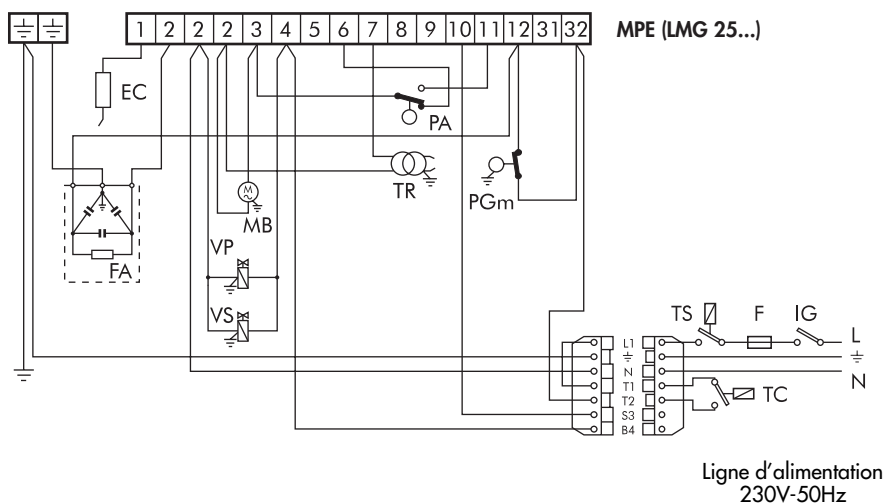 1 2 2 2 3 4 5 6 7 8 9 10 11 12 31 32 MPE (LMG 25...)
EC
PA
TR
PGm
M
MB
VP
FA
VS
TS F IG
L1 L
N N
T1
T2 TC
S3
B4
Ligne d’alimentation
230V-50Hz